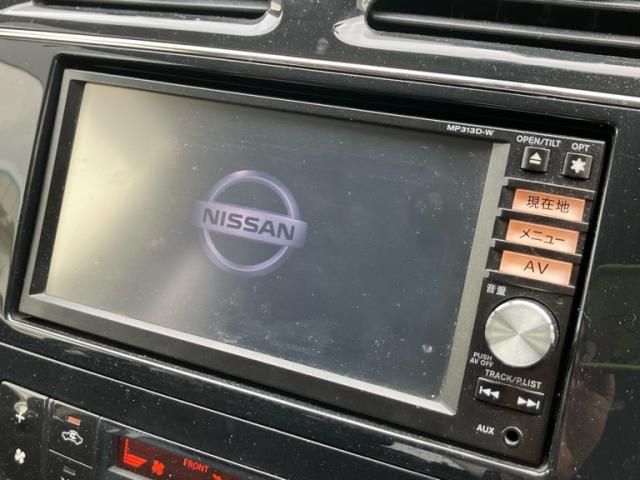 MP313D-W
OPEN/TILT OPT
現在地
NISSAN
メニュー
AV
音量
PUSH
AV OFF
TRACK/P.LIST
AUX
FRONT